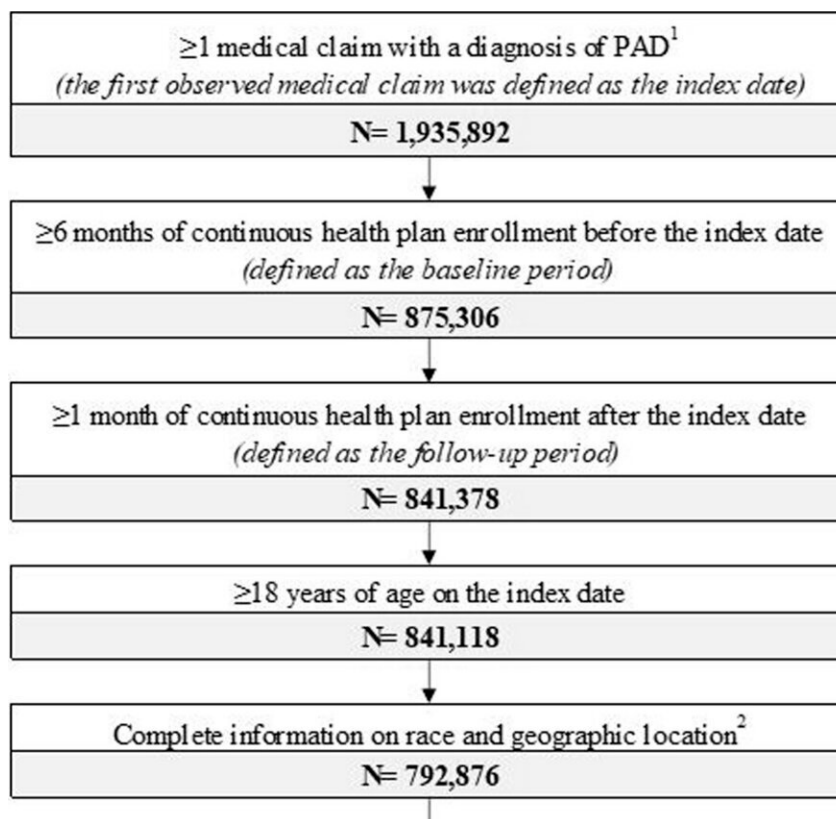 ≥1 medical claim with a diagnosis of PAD¹
(the first observed medical claim was defined as the index date)
N= 1,935,892
≥6 months of continuous health plan enrollment before the index date
(defined as the baseline period)
N= 875,306
≥1 month of continuous health plan enrollment after the index date
(defined as the follow-up period)
N= 841,378
≥18 years of age on the index date
N= 841,118
Complete information on race and geographic location²
N= 792,876